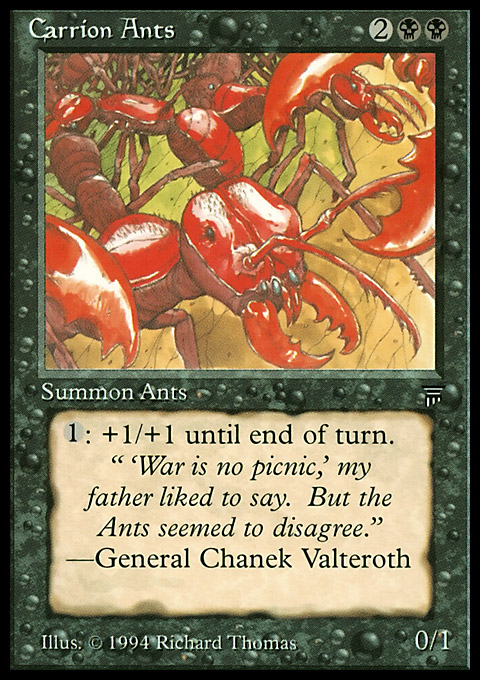 Carrion Ants 2
Summon Ants
1: +1/+1 until end of turn.
“ ‘War is no picnic,’ my
father liked to say. But the
Ants seemed to disagree.”
—General Chanek Valteroth
Illus. © 1994 Richard Thomas 0/1